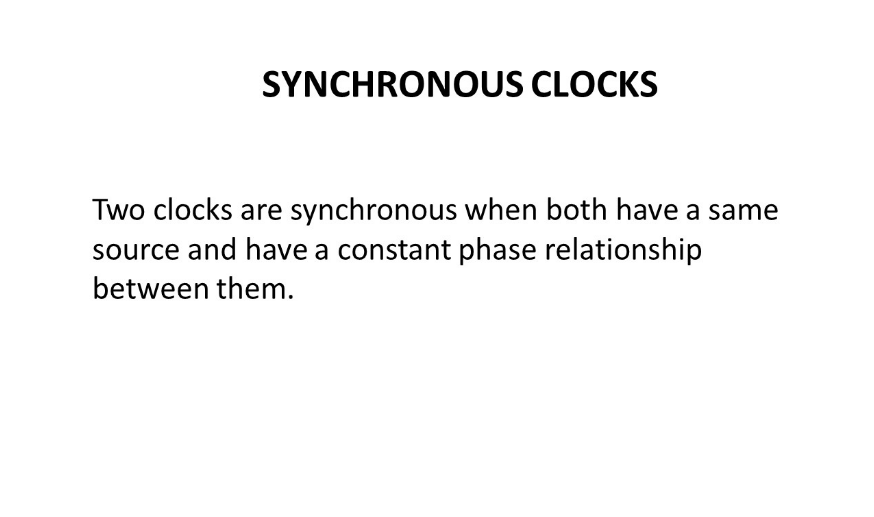 SYNCHRONOUS CLOCKS
Two clocks are synchronous when both have a same
source and have a constant phase relationship
between them.